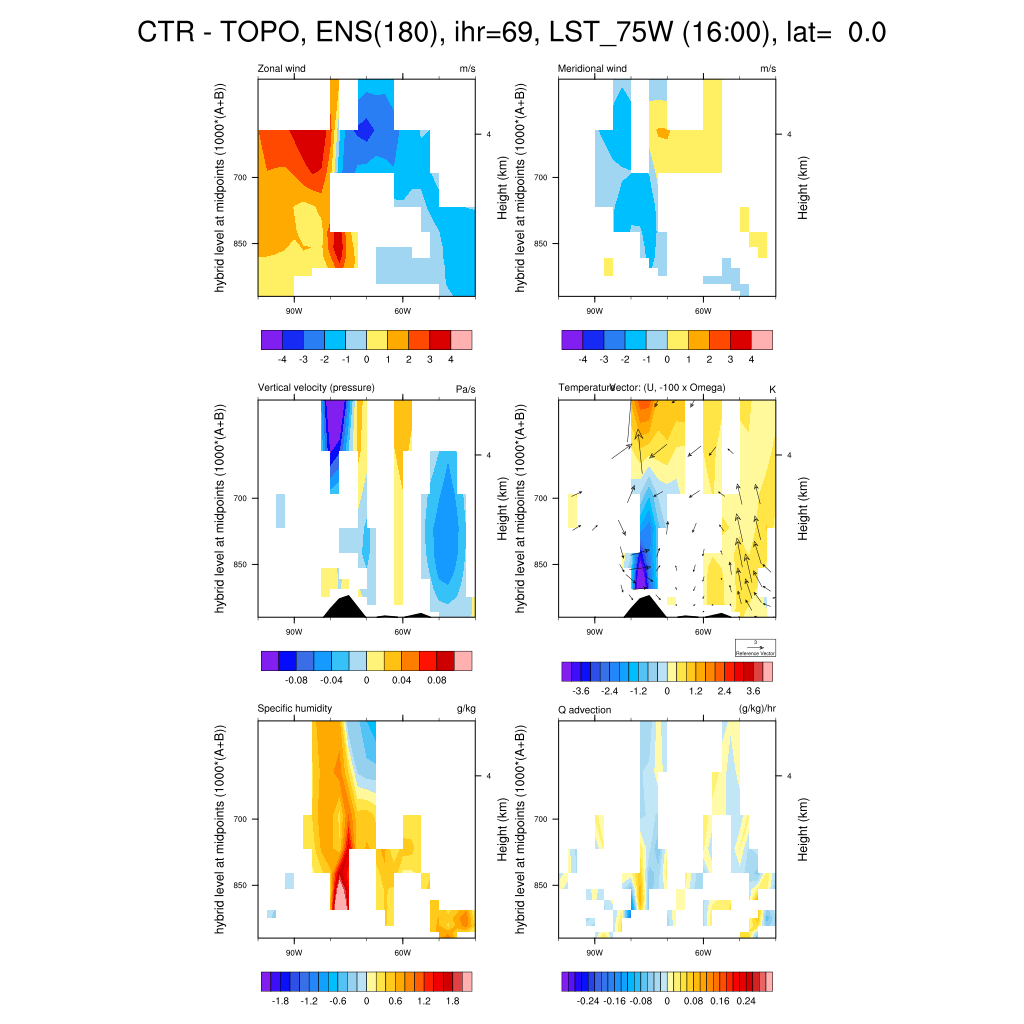 CTR - TOPO, ENS(180), ihr=69, LST_75W (16:00), lat= 0.0
Zonal wind m/s
hybrid level at midpoints (1000*(A+B))
700
850
4
Height (km)
90W 60W
-4 -3 -2 -1 0 1 2 3 4
Meridional wind m/s
hybrid level at midpoints (1000*(A+B))
700
850
4
Height (km)
90W 60W
-4 -3 -2 -1 0 1 2 3 4
Vertical velocity (pressure) Pa/s
hybrid level at midpoints (1000*(A+B))
700
850
4
Height (km)
90W 60W
-0.08 -0.04 0 0.04 0.08
Temperature Vector: (U, -100 x Omega) K
hybrid level at midpoints (1000*(A+B))
700
850
4
Height (km)
90W 60W
3
Reference Vector
-3.6 -2.4 -1.2 0 1.2 2.4 3.6
Specific humidity g/kg
hybrid level at midpoints (1000*(A+B))
700
850
4
Height (km)
90W 60W
-1.8 -1.2 -0.6 0 0.6 1.2 1.8
Q advection (g/kg)/hr
hybrid level at midpoints (1000*(A+B))
700
850
4
Height (km)
90W 60W
-0.24 -0.16 -0.08 0 0.08 0.16 0.24